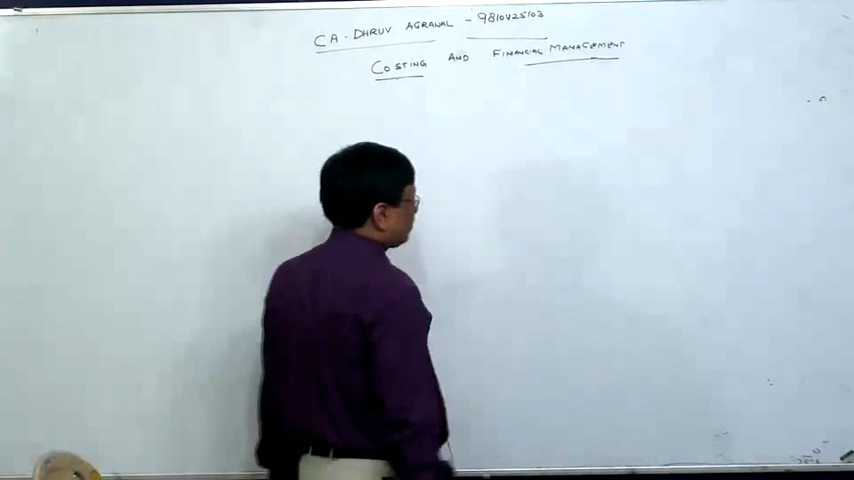 CA. DHRUV AGRAWAL - 9810425103
COSTING AND FINANCIAL MANAGEMENT